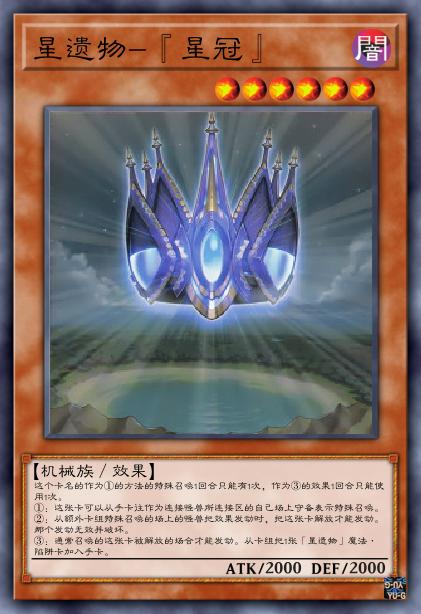 星遗物－『星冠』
闇
【机械族／效果】
这个卡名的作为①的方法的特殊召唤1回合只能有1次，作为③的效果1回合只能使
用1次。
①：这张卡可以从手卡往作为连接怪兽所连接区的自己场上守备表示特殊召唤。
②：从额外卡组特殊召唤的场上的怪兽把效果发动时，把这张卡解放才能发动。
那个发动无效并破坏。
③：通常召唤的这张卡被解放的场合才能发动。从卡组把1张「星遗物」魔法·
陷阱卡加入手卡。
ATK/2000 DEF/2000